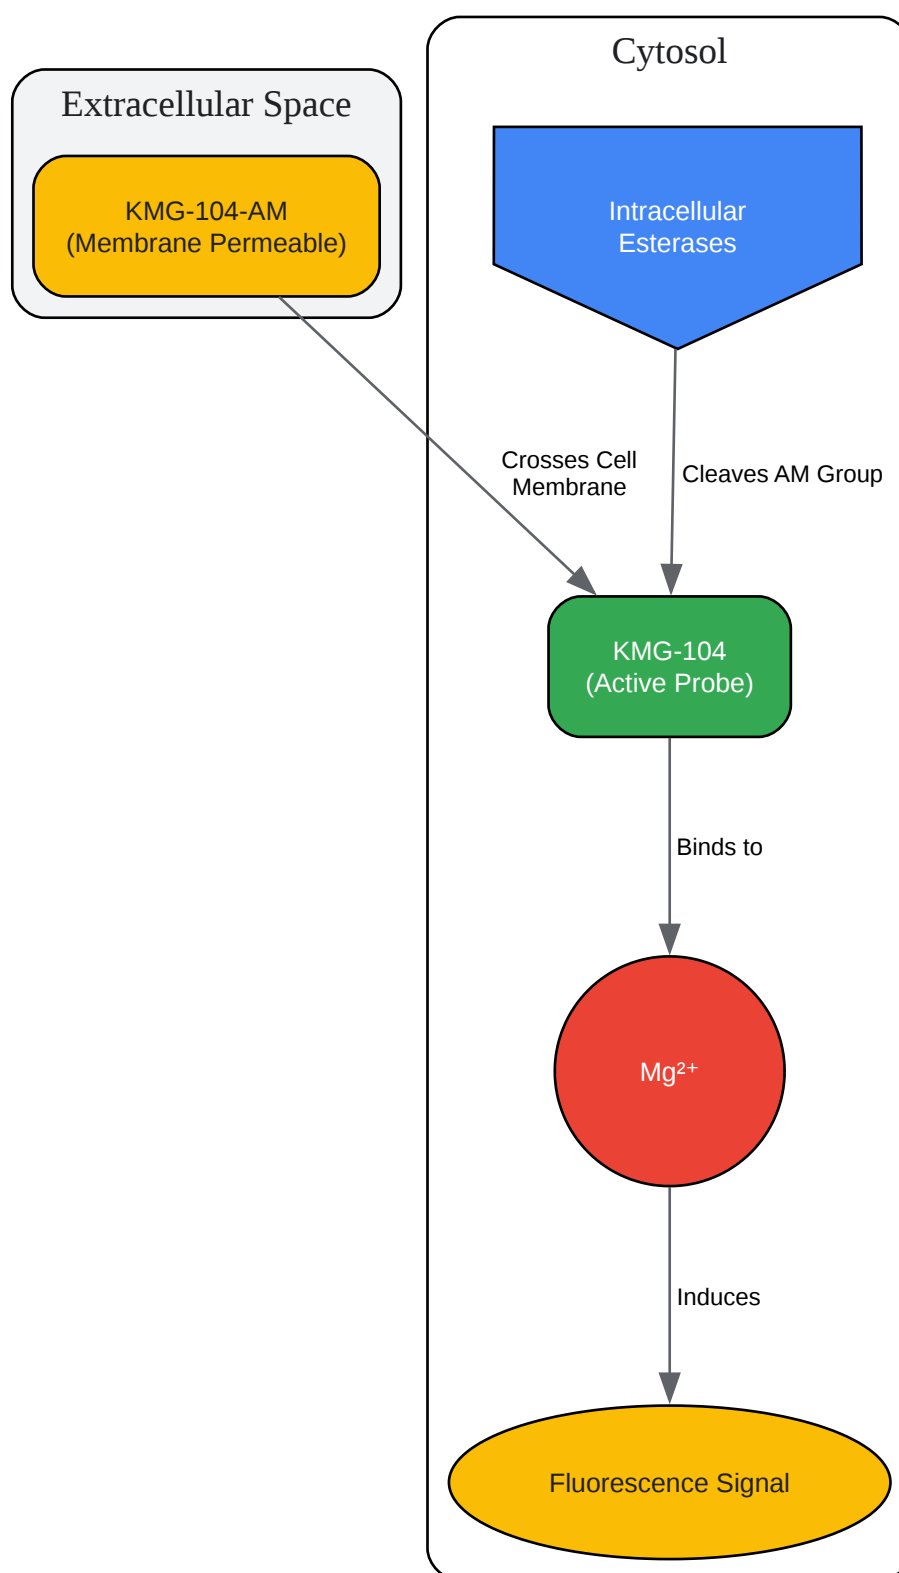 Cytosol
Extracellular Space
KMG-104-AM
(Membrane Permeable)
Intracellular
Esterases
Crosses Cell
Membrane
Cleaves AM Group
KMG-104
(Active Probe)
Binds to
Mg²⁺
Induces
Fluorescence Signal